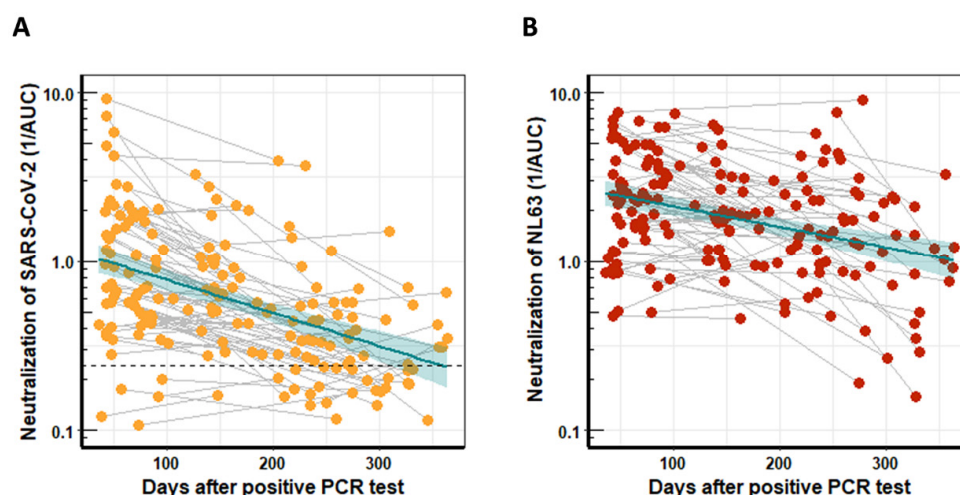 A
Neutralization of SARS-CoV-2 (1/AUC)
10.0
1.0
0.1
100
200
300
Days after positive PCR test
B
Neutralization of NL63 (1/AUC)
10.0
1.0
0.1
100
200
300
Days after positive PCR test